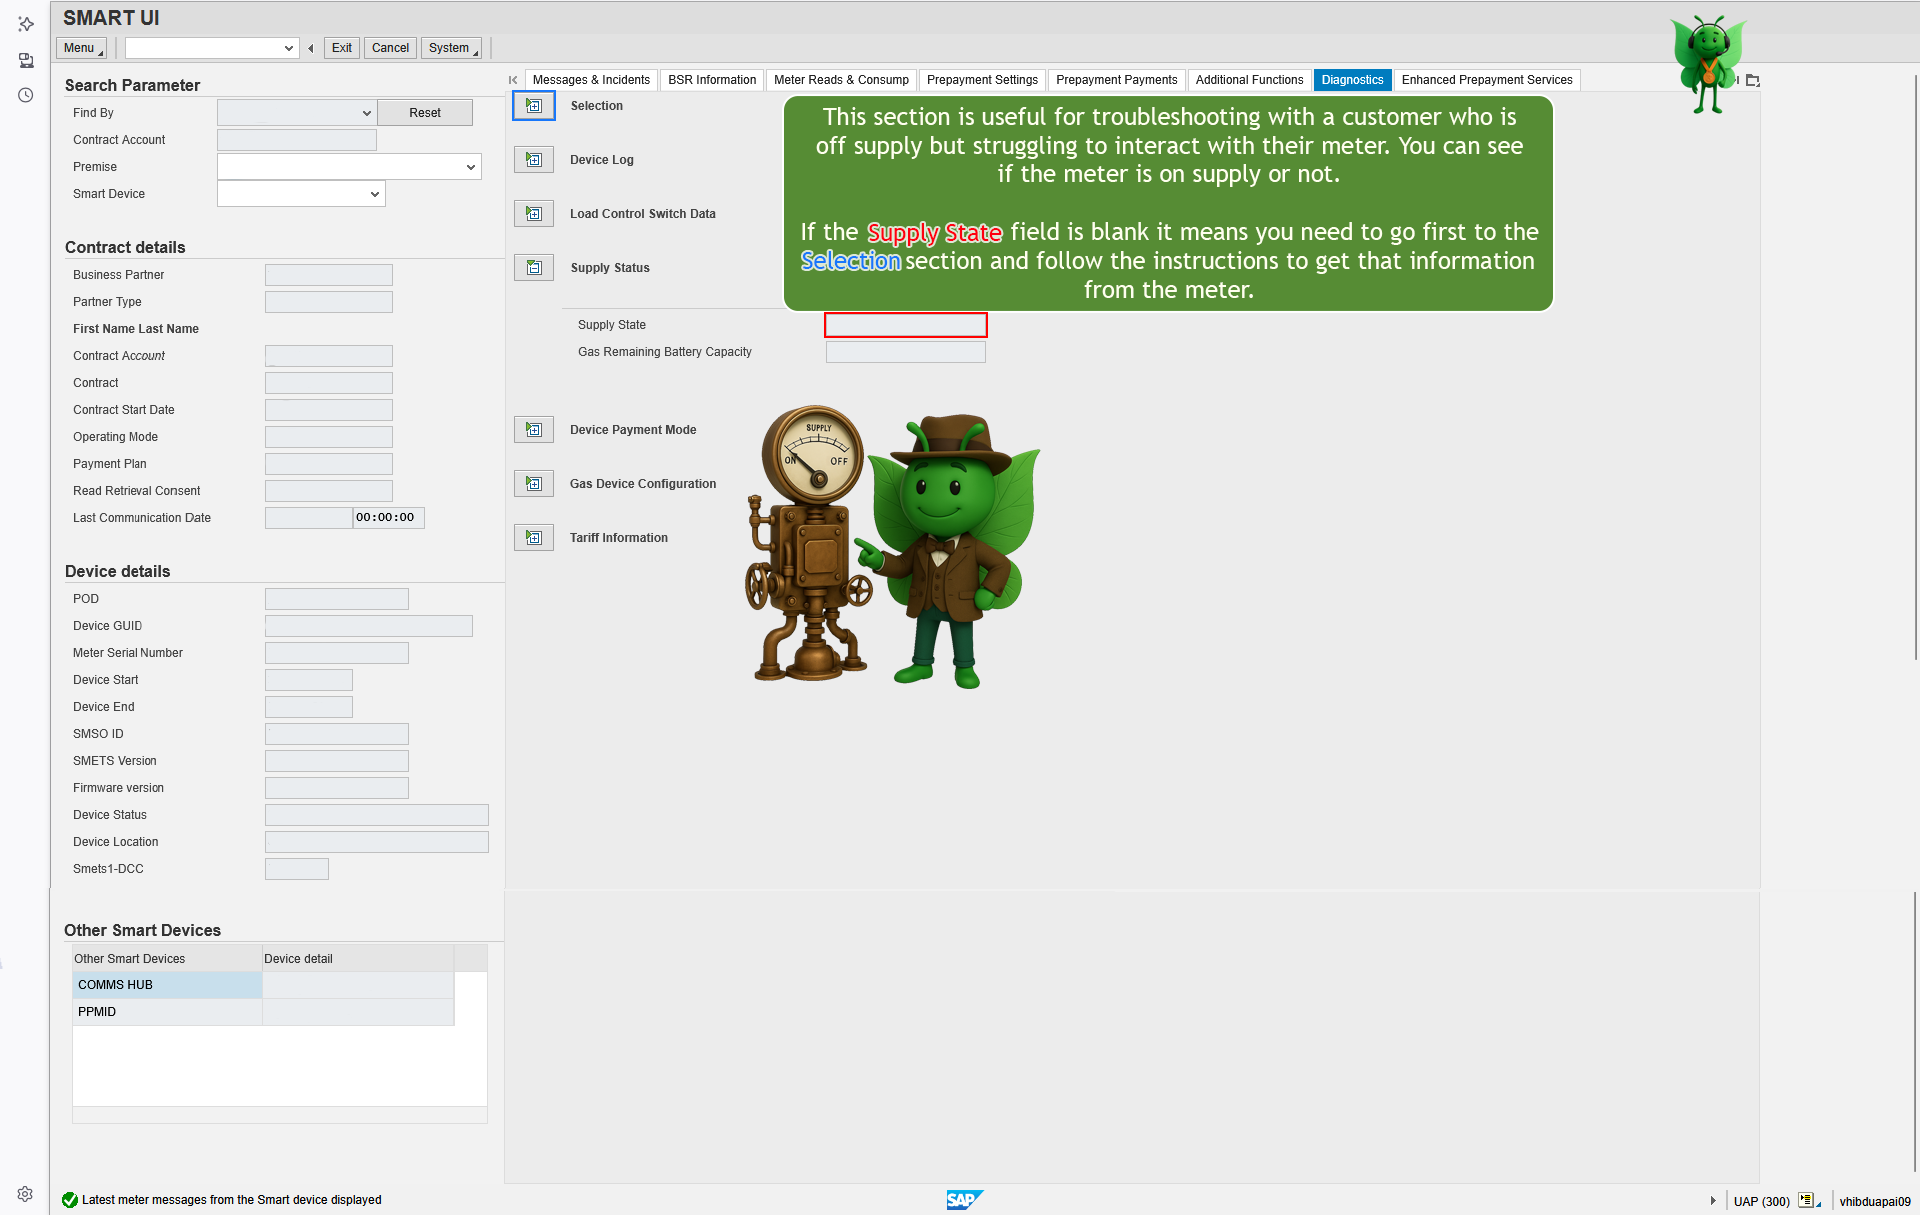 SMART UI
Menu
Exit
Cancel
System
Search Parameter
Find By
Reset
Contract Account
Premise
Smart Device
Contract details
Business Partner
Partner Type
First Name Last Name
Contract Account
Contract
Contract Start Date
Operating Mode
Payment Plan
Read Retrieval Consent
Last Communication Date
00:00:00
Device details
POD
Device GUID
Meter Serial Number
Device Start
Device End
SMSO ID
SMETS Version
Firmware version
Device Status
Device Location
Smets1-DCC
Other Smart Devices
Other Smart Devices Device detail
COMMS HUB
PPMID
Messages & Incidents
BSR Information
Meter Reads & Consump
Prepayment Settings
Prepayment Payments
Additional Functions
Diagnostics
Enhanced Prepayment Services
Selection
Device Log
Load Control Switch Data
Supply Status
Supply State
Gas Remaining Battery Capacity
Device Payment Mode
Gas Device Configuration
Tariff Information
This section is useful for troubleshooting with a customer who is
off supply but struggling to interact with their meter. You can see
if the meter is on supply or not.
If the Supply State field is blank it means you need to go first to the
Selection section and follow the instructions to get that information
from the meter.
SUPPLY
ON
OFF
Latest meter messages from the Smart device displayed
SAP
UAP (300)
vhibduapai09